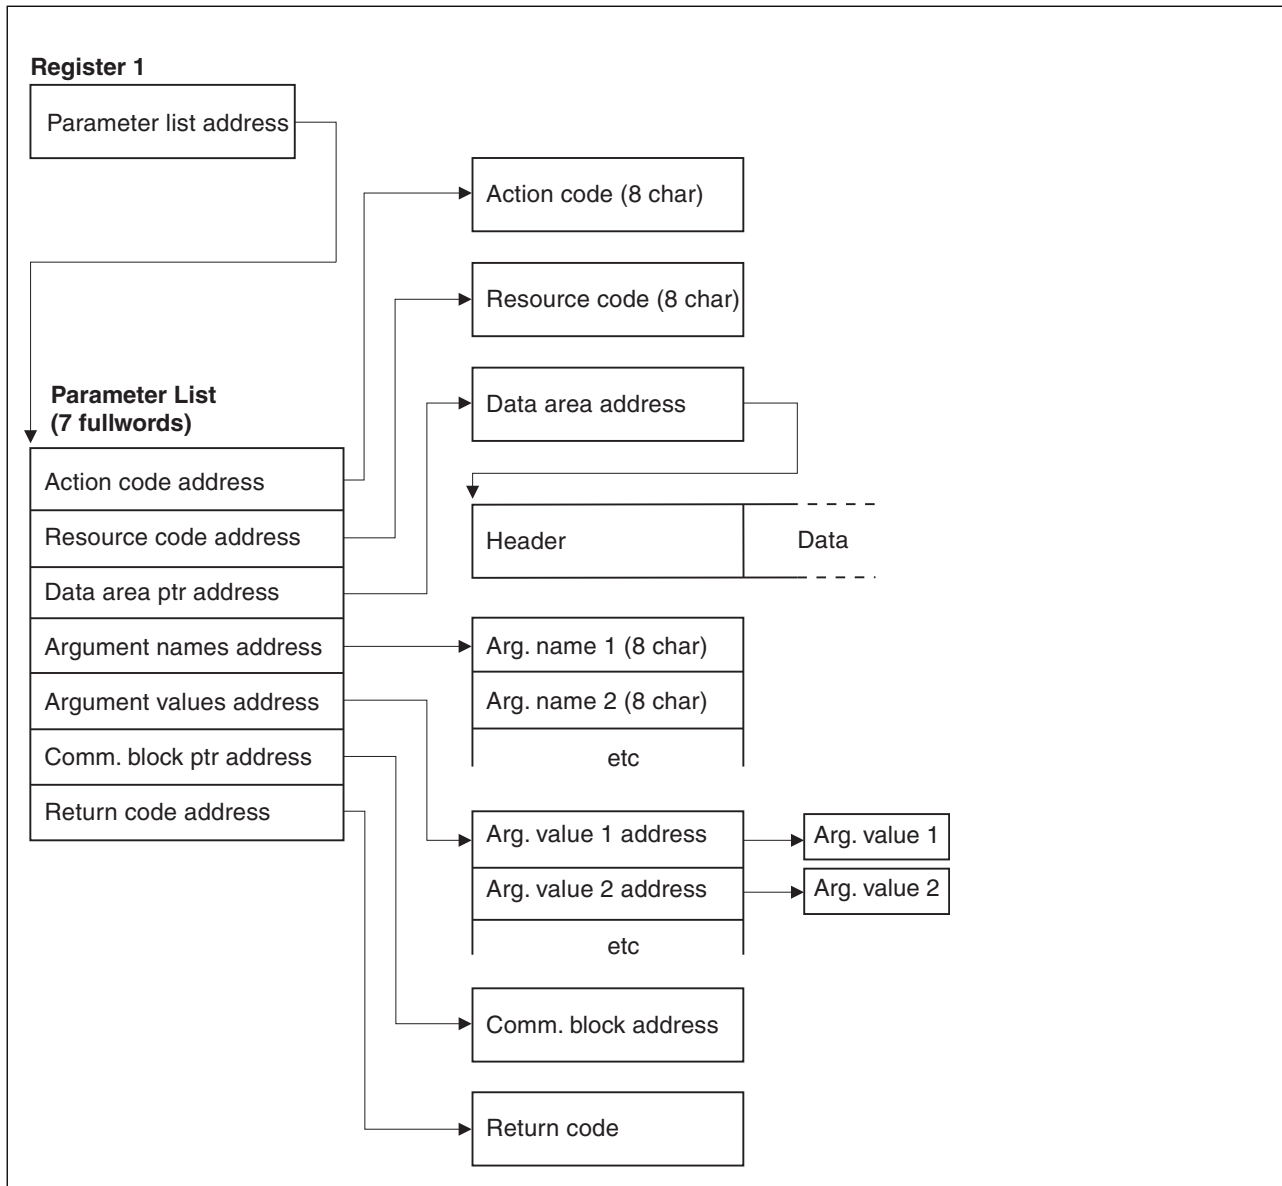 Register 1
Parameter list address
Action code (8 char)
Resource code (8 char)
Data area address
Header
Data
Parameter List
(7 fullwords)
Action code address
Resource code address
Data area ptr address
Argument names address
Argument values address
Comm. block ptr address
Return code address
Arg. name 1 (8 char)
Arg. name 2 (8 char)
etc
Arg. value 1 address
Arg. value 1
Arg. value 2 address
Arg. value 2
etc
Comm. block address
Return code